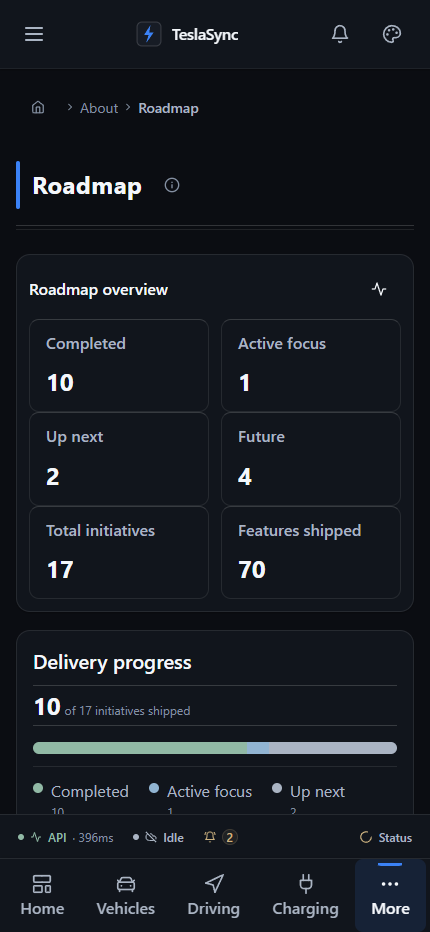 TeslaSync
About
Roadmap
Roadmap
Roadmap overview
Completed
Active focus
10
1
Up next
Future
2
4
Total initiatives
Features shipped
17
70
Delivery progress
10 of 17 initiatives shipped
Completed
Active focus
Up next
10
1
2
API · 396ms
Idle
2
Status
Home
Vehicles
Driving
Charging
More